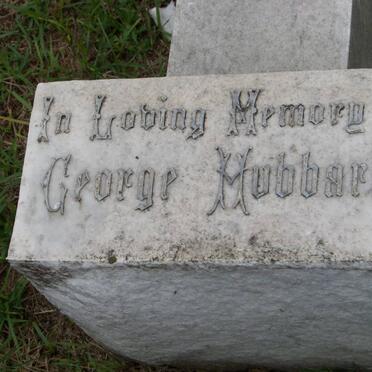 In Loving Memory
George Hubbar